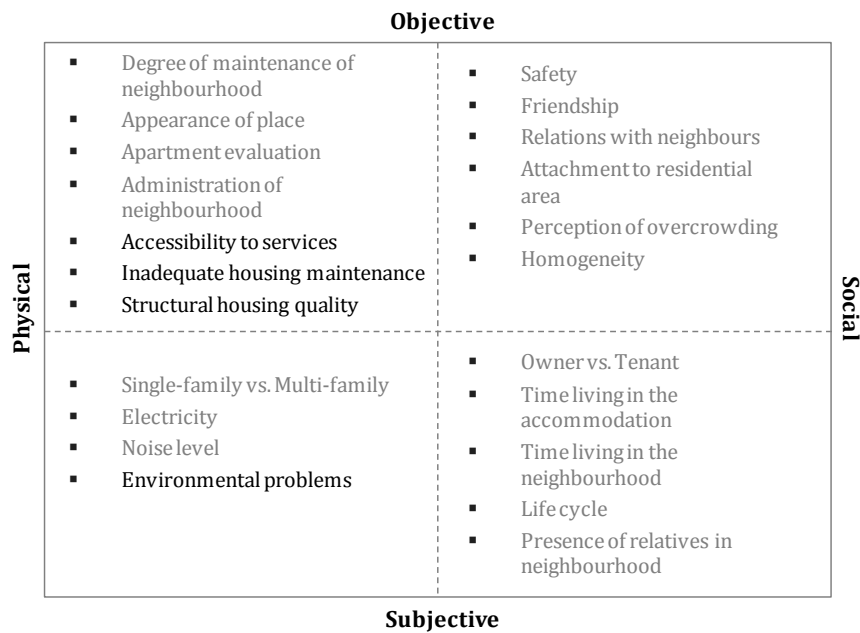 Objective
▪ Degree of maintenance of
neighbourhood
▪ Appearance of place
▪ Apartment evaluation
▪ Administration of
neighbourhood
▪ Accessibility to services
▪ Inadequate housing maintenance
▪ Structural housing quality
▪ Safety
▪ Friendship
▪ Relations with neighbours
▪ Attachment to residential
area
▪ Perception of overcrowding
▪ Homogeneity
Physical
Social
▪ Single-family vs. Multi-family
▪ Electricity
▪ Noise level
▪ Environmental problems
▪ Owner vs. Tenant
▪ Time living in the
accommodation
▪ Time living in the
neighbourhood
▪ Life cycle
▪ Presence of relatives in
neighbourhood
Subjective